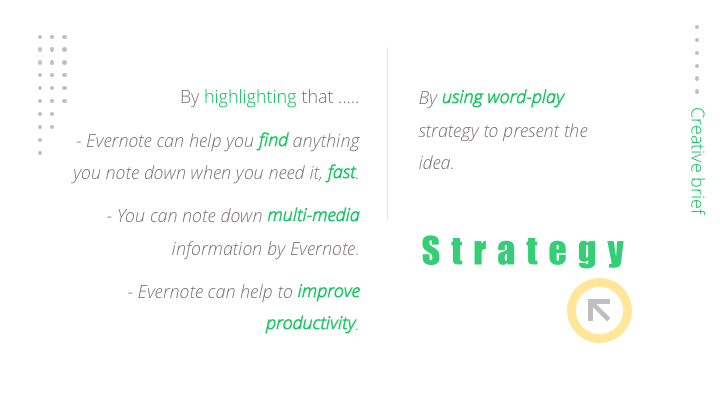 By highlighting that .....
- Evernote can help you find anything
you note down when you need it, fast.
- You can note down multi-media
information by Evernote.
- Evernote can help to improve
productivity.
By using word-play
strategy to present the
idea.
Strategy
Creative brief